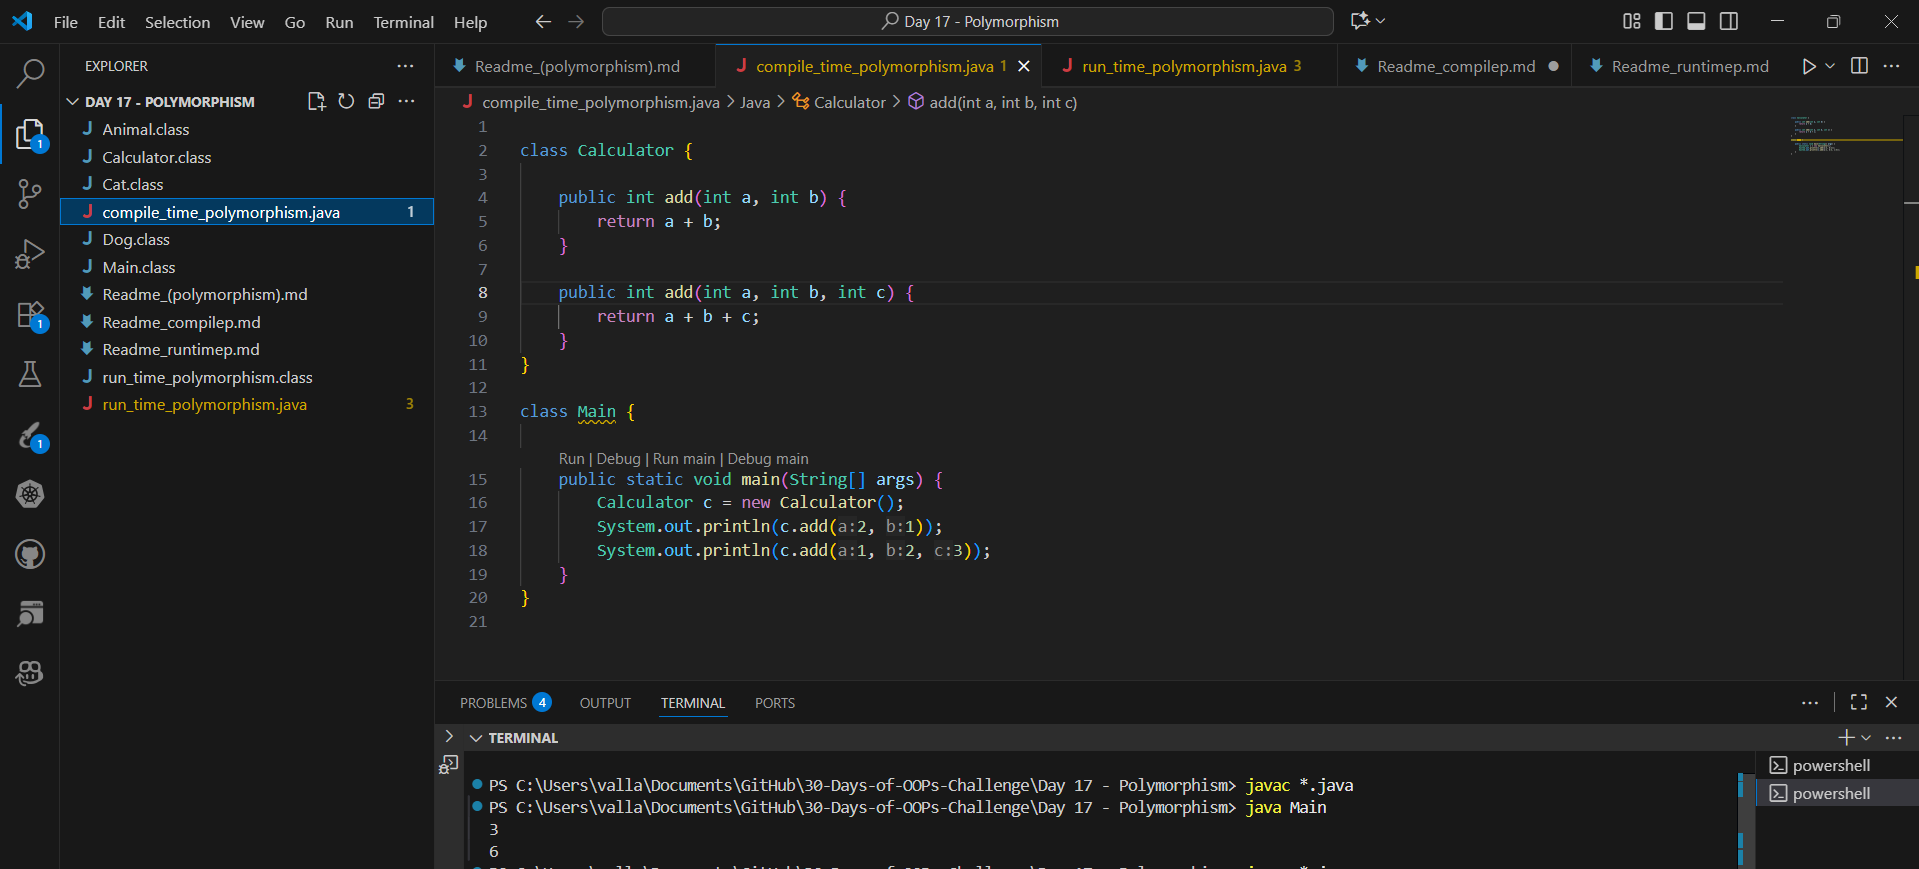 File Edit Selection View Go Run Terminal Help
Day 17 - Polymorphism
EXPLORER
DAY 17 - POLYMORPHISM
Animal.class
Calculator.class
Cat.class
compile_time_polymorphism.java 1
Dog.class
Main.class
Readme_(polymorphism).md
Readme_compilep.md
Readme_runtimep.md
run_time_polymorphism.class
run_time_polymorphism.java 3
1
1
1
Readme_(polymorphism).md compile_time_polymorphism.java 1 run_time_polymorphism.java 3 Readme_compilep.md Readme_runtimep.md
compile_time_polymorphism.java > Java > Calculator > add(int a, int b, int c)
1
2 class Calculator {
3
4 public int add(int a, int b) {
5 return a + b;
6 }
7
8 public int add(int a, int b, int c) {
9 return a + b + c;
10 }
11 }
12
13 class Main {
14
Run | Debug | Run main | Debug main
15 public static void main(String[] args) {
16 Calculator c = new Calculator();
17 System.out.println(c.add(a:2, b:1));
18 System.out.println(c.add(a:1, b:2, c:3));
19 }
20 }
21
PROBLEMS 4 OUTPUT TERMINAL PORTS
TERMINAL
PS C:\Users\valla\Documents\GitHub\30-Days-of-OOPs-Challenge\Day 17 - Polymorphism> javac *.java
PS C:\Users\valla\Documents\GitHub\30-Days-of-OOPs-Challenge\Day 17 - Polymorphism> java Main
3
6
powershell
powershell